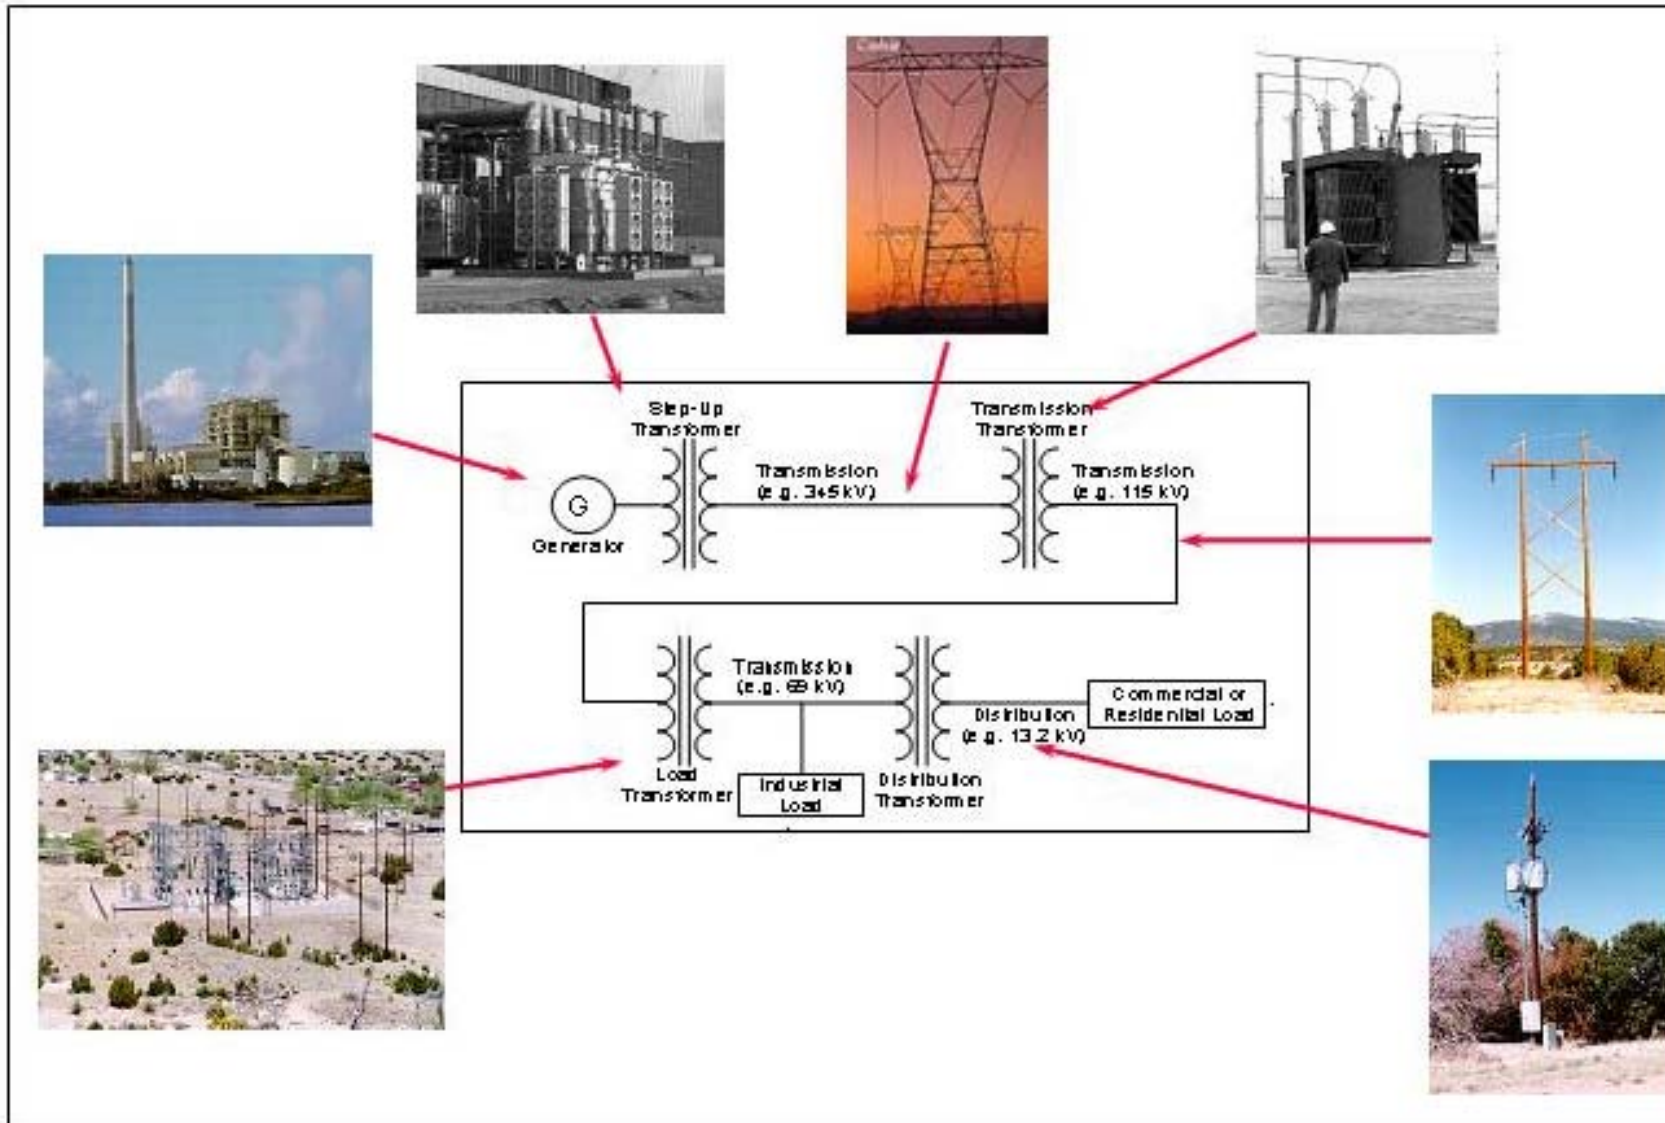 Step-Up
Transformer
Transmission
(e.g. 345 kV)
Transmission
Transformer
Transmission
(e.g. 115 kV)
G
Generator
Transmission
(e.g. 69 kV)
Load
Transformer
Industrial
Load
Distribution
Transformer
Distribution
(e.g. 13.2 kV)
Commercial or
Residential Load